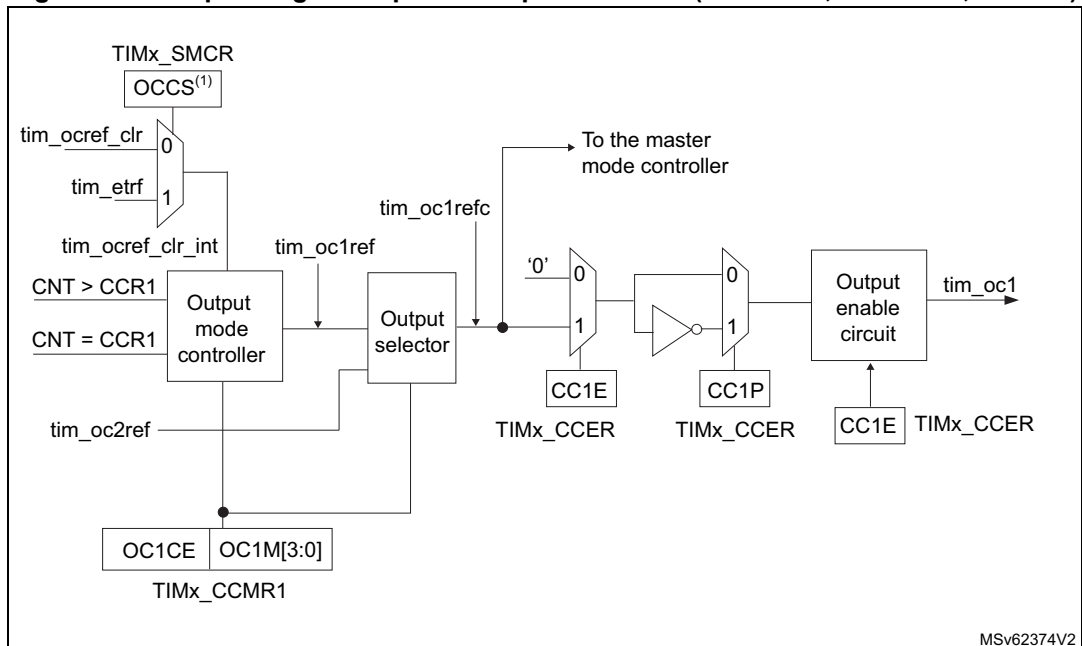 TIMx_SMCR
OCCS(1)
tim_ocref_clr
0
To the master
mode controller
tim_etrf
1
tim_oc1refc
tim_ocref_clr_int
tim_oc1ref
'0'
0
0
CNT > CCR1
Output
mode
controller
Output
selector
Output
enable
circuit
tim_oc1
CNT = CCR1
1
1
CC1E
CC1P
tim_oc2ref
TIMx_CCER
TIMx_CCER
CC1E
TIMx_CCER
OC1CE
OC1M[3:0]
TIMx_CCMR1
MSv62374V2